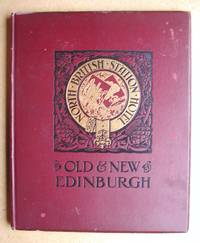 NORTH · BRITISH · STATION · HOTEL
OLD & NEW
EDINBURGH